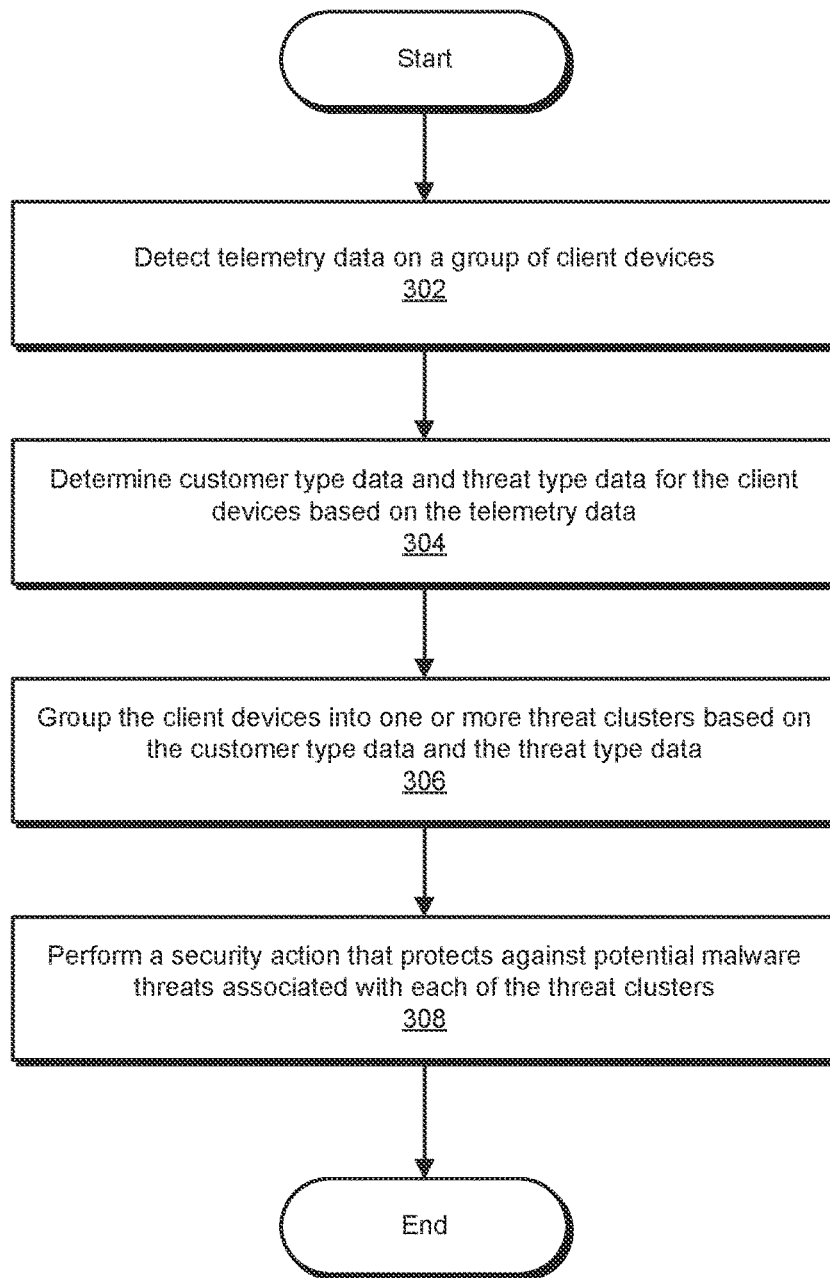 Start
Detect telemetry data on a group of client devices
302
Determine customer type data and threat type data for the client
devices based on the telemetry data
304
Group the client devices into one or more threat clusters based on
the customer type data and the threat type data
306
Perform a security action that protects against potential malware
threats associated with each of the threat clusters
308
End